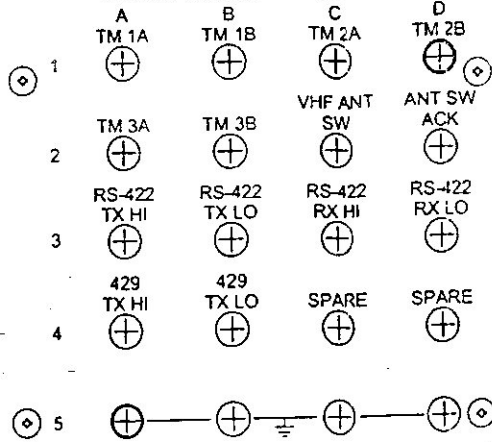 A B C D
TM 1A TM 1B TM 2A TM 2B
1
VHF ANT ANT SW
TM 3A TM 3B SW ACK
2
RS-422 RS-422 RS-422 RS-422
TX HI TX LO RX HI RX LO
3
429 429
TX HI TX LO SPARE SPARE
4
5